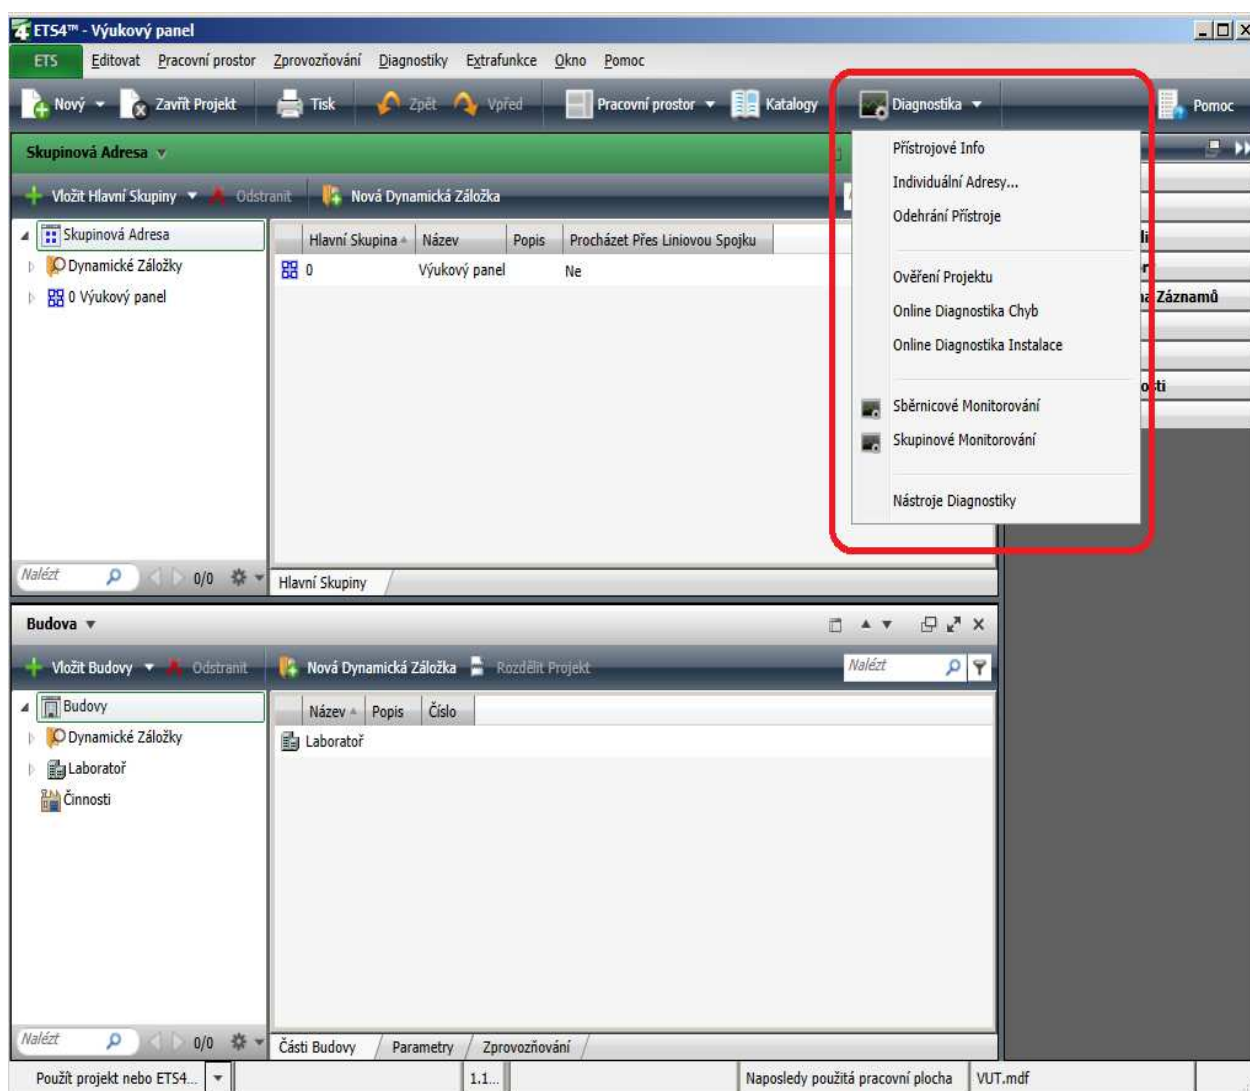 ETS4™ - Výukový panel
ETS Editovat Pracovní prostor Zprovozňování Diagnostiky Extrafunkce Okno Pomoc
Nový Zavřít Projekt Tisk Zpět Vpřed Pracovní prostor Katalogy Diagnostika Pomoc
Skupinová Adresa
Vložit Hlavní Skupiny Odstranit Nová Dynamická Záložka
Skupinová Adresa
Dynamické Záložky
0 Výukový panel
Hlavní Skupina Název Popis Procházet Přes Liniovou Spojku
0 Výukový panel Ne
Přístrojové Info
Individuální Adresy...
Odehrání Přístroje
Ověření Projektu
Online Diagnostika Chyb
Online Diagnostika Instalace
Sběrnicové Monitorování
Skupinové Monitorování
Nástroje Diagnostiky
Záznamů
Nalézt 0/0
Hlavní Skupiny
Budova
Vložit Budovy Odstranit Nová Dynamická Záložka Rozdělit Projekt Nalézt
Budovy
Dynamické Záložky
Laboratoř
Činnosti
Název Popis Číslo
Laboratoř
Nalézt 0/0
Části Budovy Parametry Zprovozňování
Použít projekt nebo ETS4... 1.1... Naposledy použitá pracovní plocha VUT.mdf